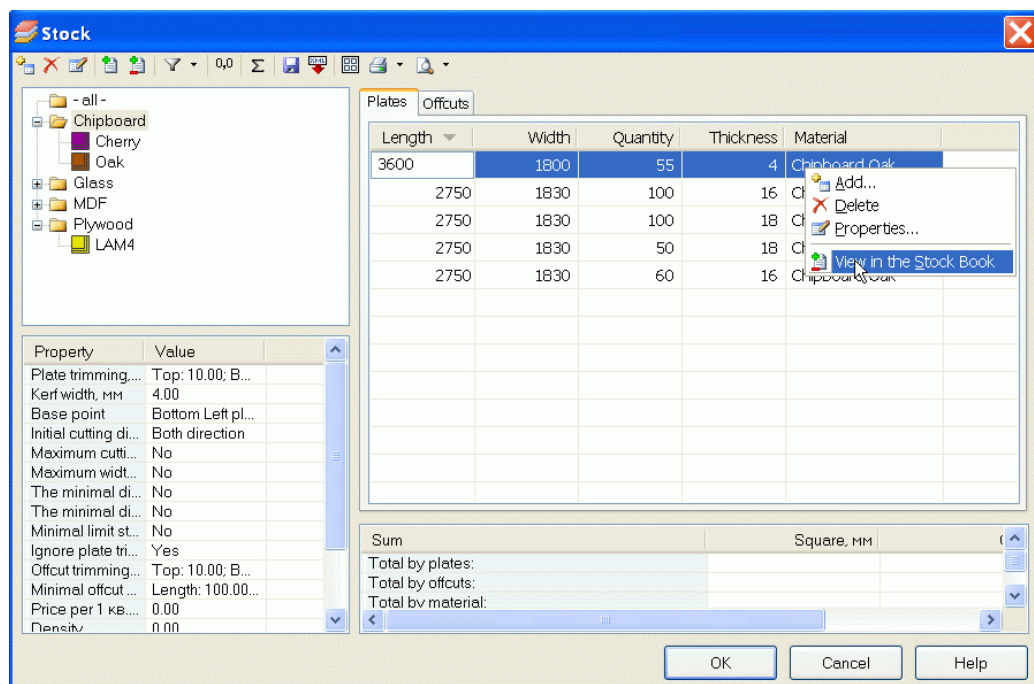 Stock
0,0 Σ XML
- all -
Chipboard
Cherry
Oak
Glass
MDF
Plywood
LAM4
Property Value
Plate trimming,... Top: 10.00; B...
Kerf width, мм 4.00
Base point Bottom Left pl...
Initial cutting di... Both direction
Maximum cutti... No
Maximum widt... No
The minimal di... No
The minimal di... No
Minimal limit st... No
Ignore plate tri... Yes
Offcut trimming... Top: 10.00; B...
Minimal offcut ... Length: 100.00...
Price per 1 кв.... 0.00
Density 0.00
Plates Offcuts
Length Width Quantity Thickness Material
3600 1800 55 4 Chipboard Oak
2750 1830 100 16
2750 1830 100 18
2750 1830 50 18
2750 1830 60 16 Chipboard Oak
Add...
Delete
Properties...
View in the Stock Book
Sum Square, мм
Total by plates:
Total by offcuts:
Total by material:
OK Cancel Help